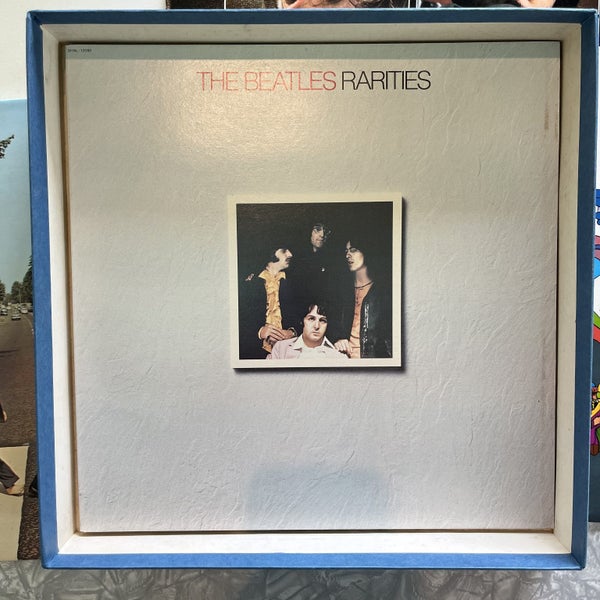 THE BEATLES RARITIES